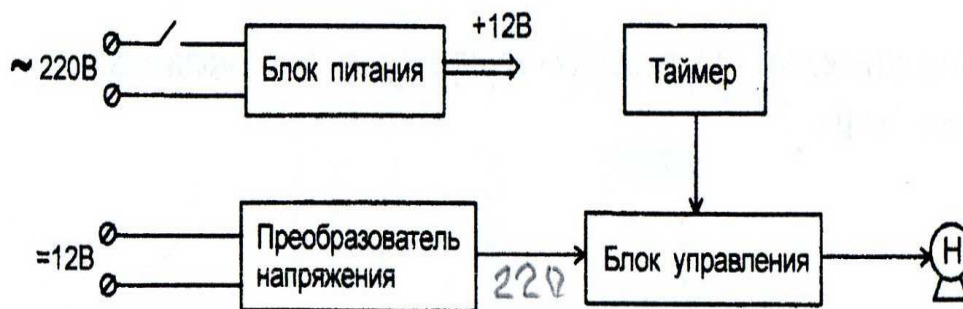 +12В
~ 220В
Блок питания
Таймер
=12В
Преобразователь
напряжения
220
Блок управления
Н